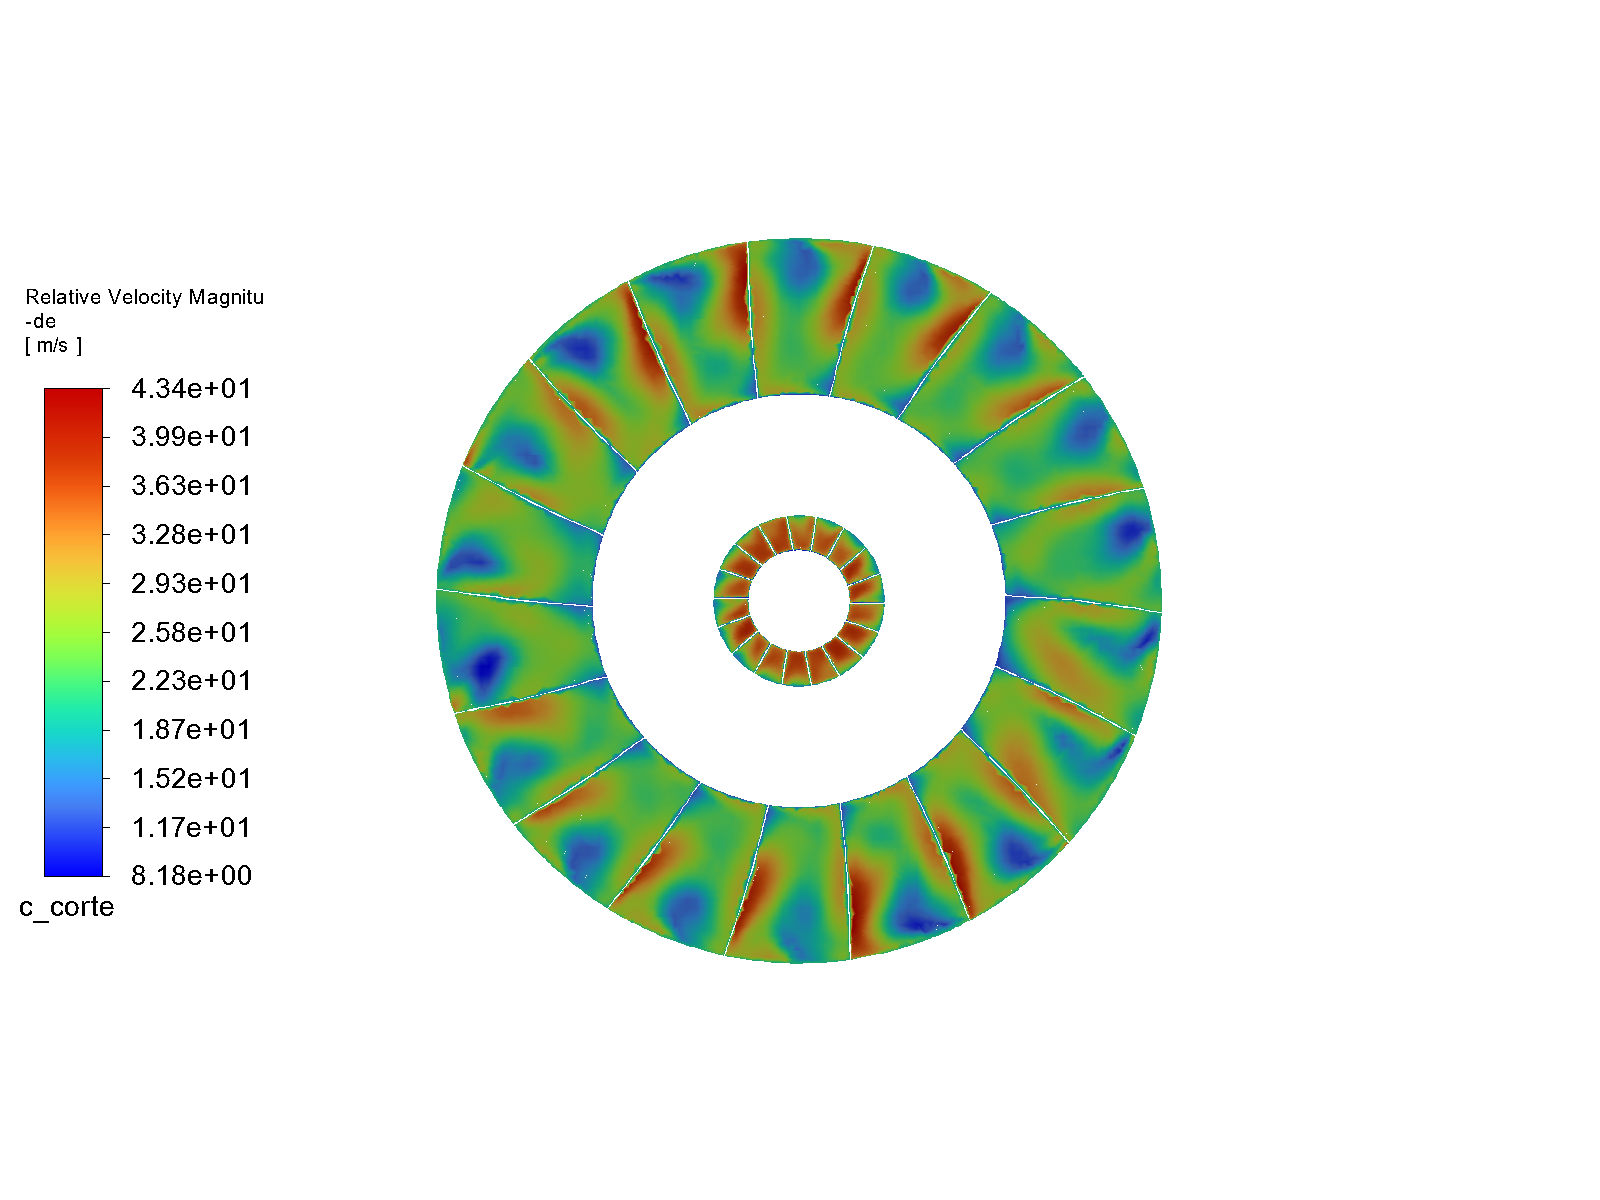 Relative Velocity Magnitu
-de
[ m/s ]
4.34e+01
3.99e+01
3.63e+01
3.28e+01
2.93e+01
2.58e+01
2.23e+01
1.87e+01
1.52e+01
1.17e+01
8.18e+00
c_corte